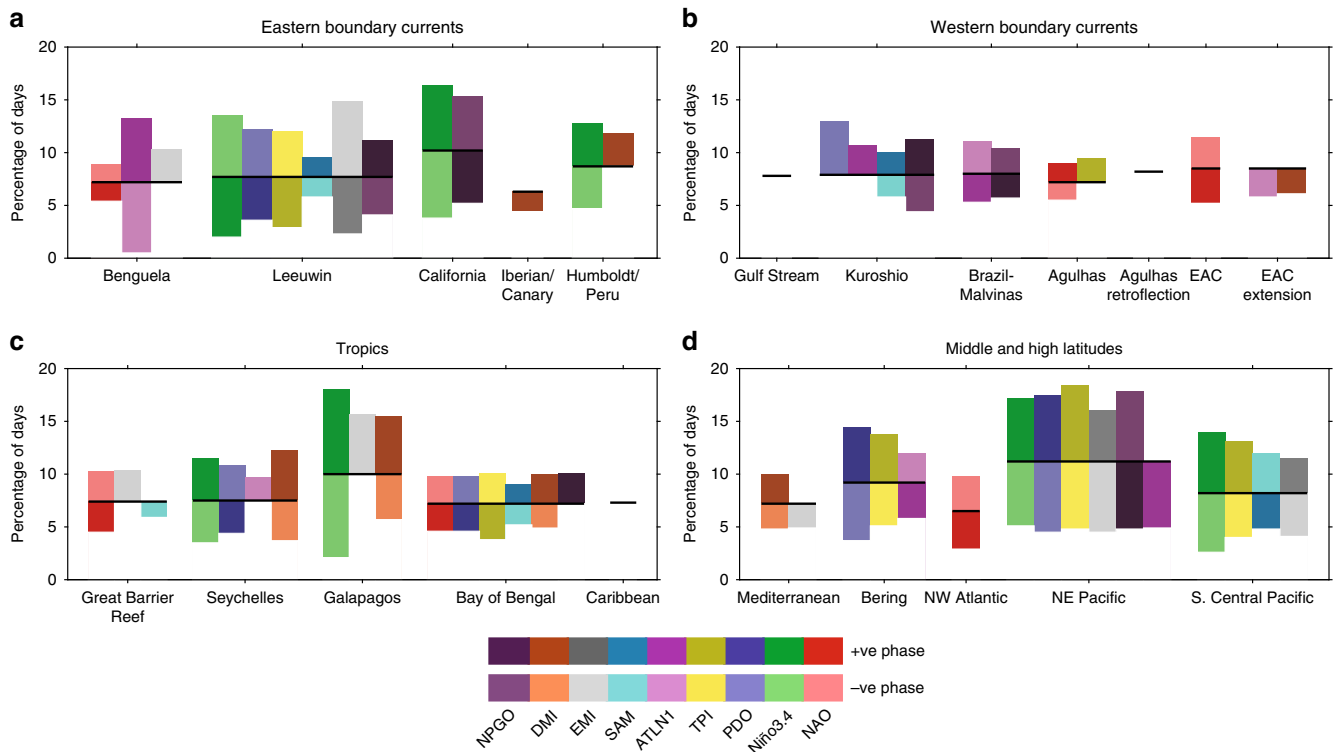 a
Eastern boundary currents
Percentage of days
20
15
10
5
0
Benguela
Leeuwin
California
Iberian/
Canary
Humboldt/
Peru
b
Western boundary currents
Percentage of days
20
15
10
5
0
Gulf Stream
Kuroshio
Brazil-
Malvinas
Agulhas
Agulhas
retroflection
EAC
EAC
extension
c
Tropics
Percentage of days
20
15
10
5
0
Great Barrier
Reef
Seychelles
Galapagos
Bay of Bengal
Caribbean
d
Middle and high latitudes
Percentage of days
20
15
10
5
0
Mediterranean
Bering
NW Atlantic
NE Pacific
S. Central Pacific
+ve phase
–ve phase
NPGO
DMI
EMI
SAM
ATLN1
TPI
PDO
Niño3.4
NAO